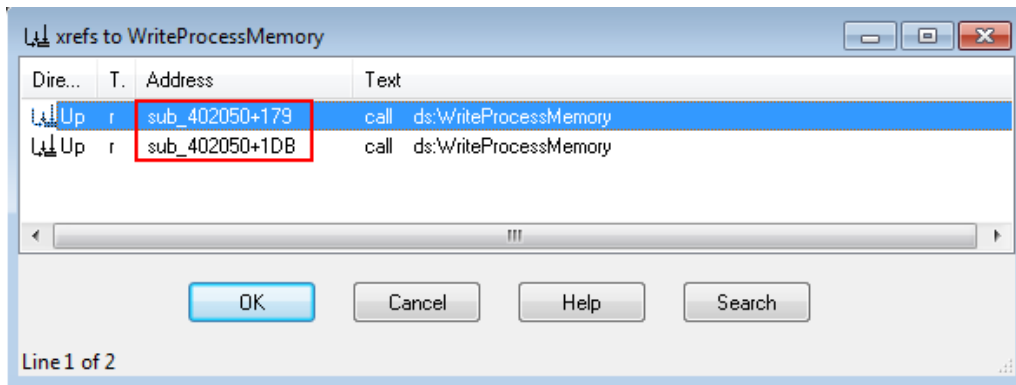 xrefs to WriteProcessMemory
Dire... T. Address Text
Up r sub_402050+179 call ds:WriteProcessMemory
Up r sub_402050+1DB call ds:WriteProcessMemory
OK Cancel Help Search
Line 1 of 2